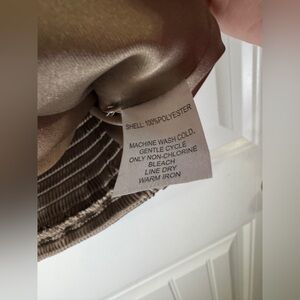 SHELL: 100%POLYESTER
MACHINE WASH COLD,
GENTLE CYCLE
ONLY NON-CHLORINE
BLEACH
LINE DRY
WARM IRON